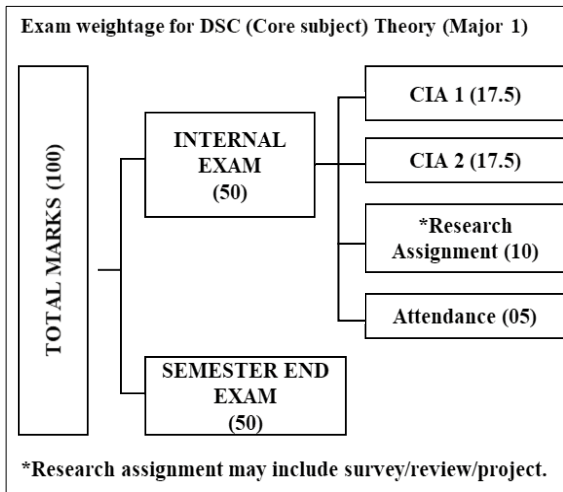 Exam weightage for DSC (Core subject) Theory (Major 1)
TOTAL MARKS (100)
INTERNAL
EXAM
(50)
SEMESTER END
EXAM
(50)
CIA 1 (17.5)
CIA 2 (17.5)
*Research
Assignment (10)
Attendance (05)
*Research assignment may include survey/review/project.